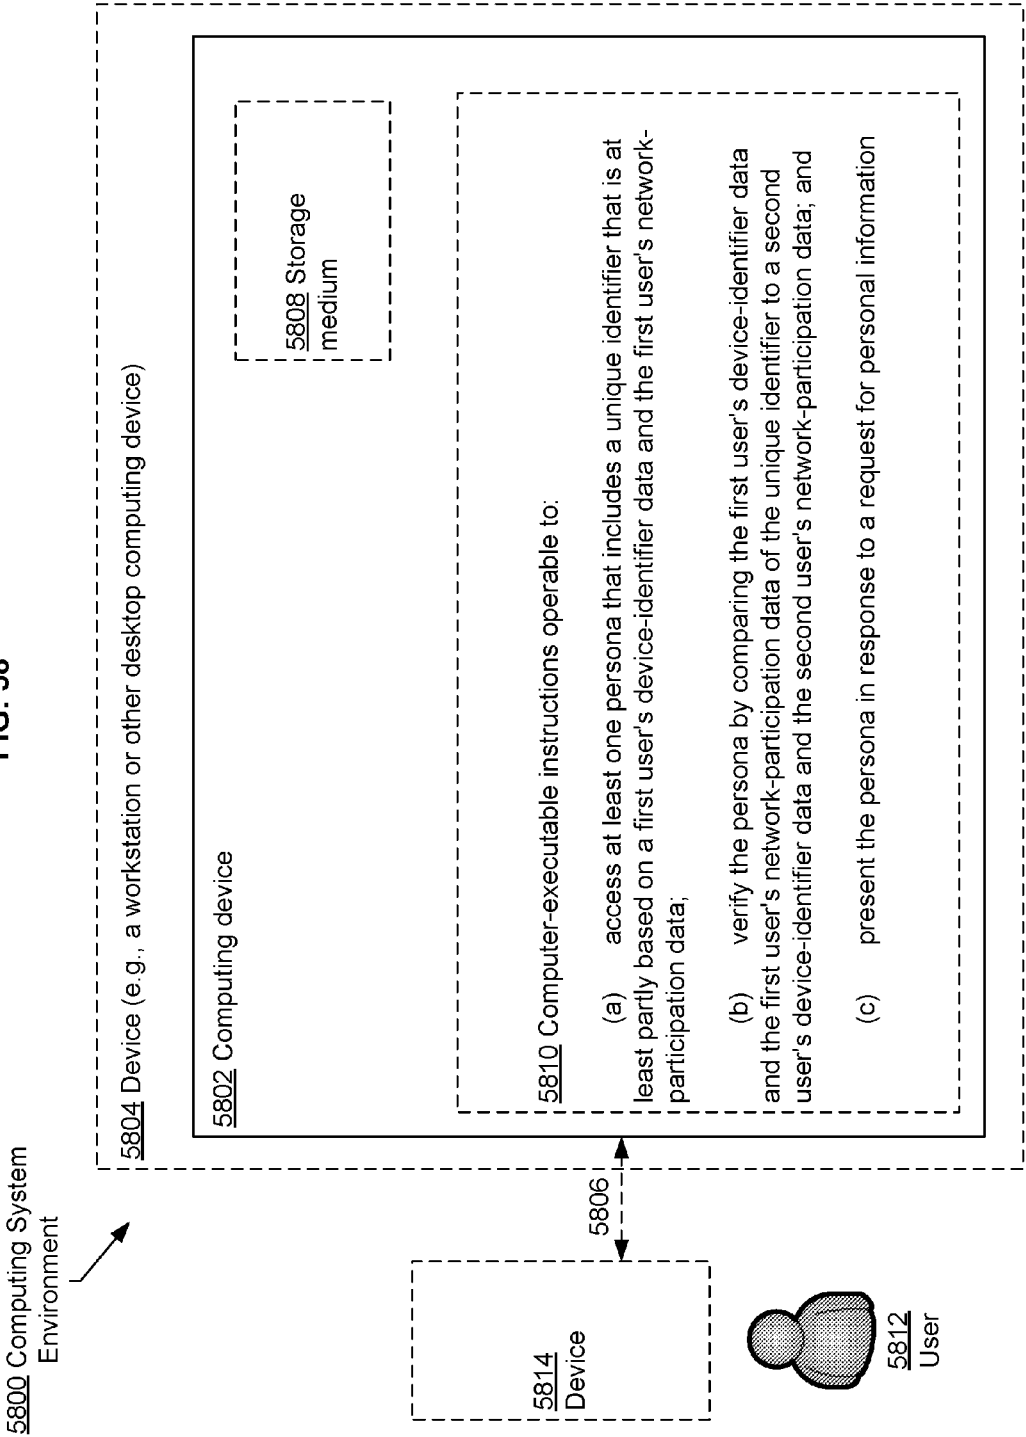 FIG. 58
5800 Computing System
Environment
5804 Device (e.g., a workstation or other desktop computing device)
5802 Computing device
5808 Storage
medium
5810 Computer-executable instructions operable to:
(a) access at least one persona that includes a unique identifier that is at
least partly based on a first user's device-identifier data and the first user's network-
participation data;
(b) verify the persona by comparing the first user's device-identifier data
and the first user's network-participation data of the unique identifier to a second
user's device-identifier data and the second user's network-participation data; and
(c) present the persona in response to a request for personal information
5806
5814
Device
5812
User